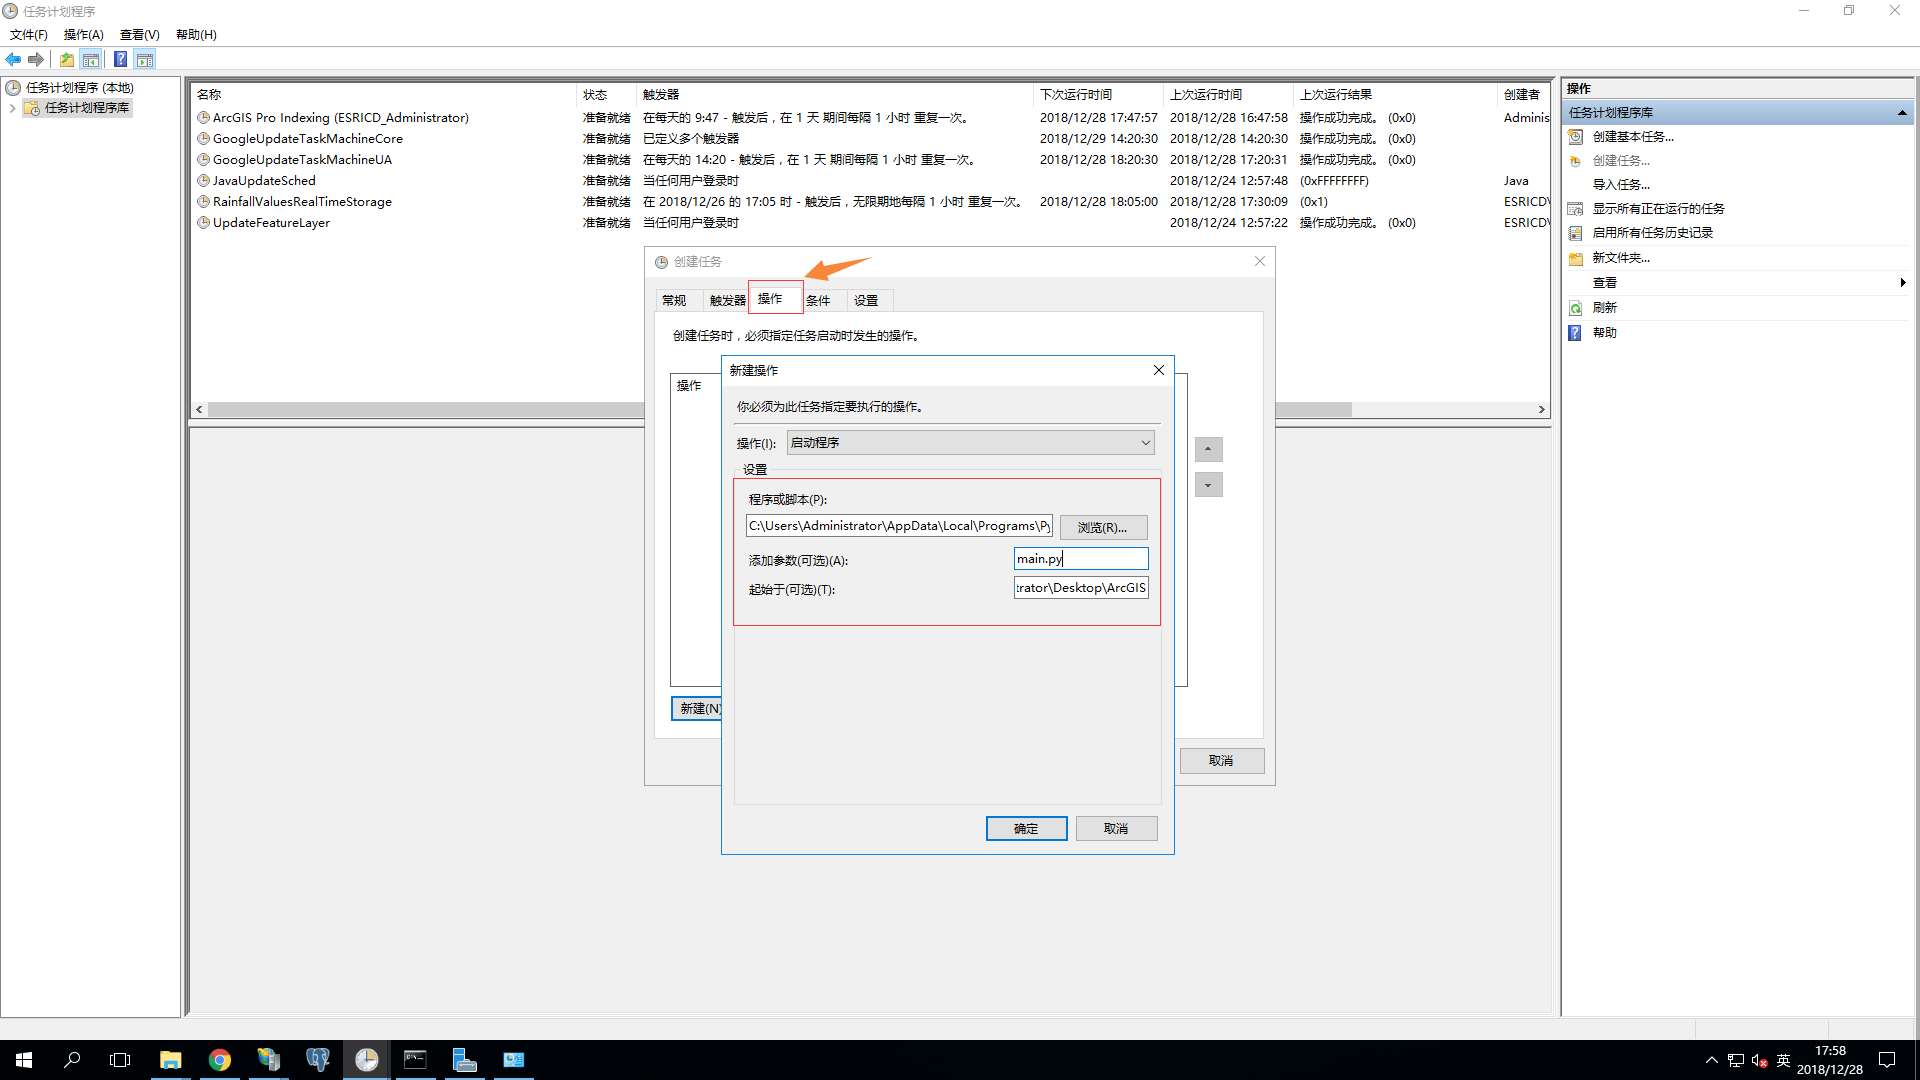 任务计划程序
文件(F) 操作(A) 查看(V) 帮助(H)
任务计划程序 (本地)
任务计划程序库
名称 状态 触发器 下次运行时间 上次运行时间 上次运行结果 创建者
ArcGIS Pro Indexing (ESRICD_Administrator) 准备就绪 在每天的 9:47 - 触发后，在 1 天 期间每隔 1 小时 重复一次。 2018/12/28 17:47:57 2018/12/28 16:47:58 操作成功完成。 (0x0) Adminis
GoogleUpdateTaskMachineCore 准备就绪 已定义多个触发器 2018/12/29 14:20:30 2018/12/28 14:20:30 操作成功完成。 (0x0)
GoogleUpdateTaskMachineUA 准备就绪 在每天的 14:20 - 触发后，在 1 天 期间每隔 1 小时 重复一次。 2018/12/28 18:20:30 2018/12/28 17:20:31 操作成功完成。 (0x0)
JavaUpdateSched 准备就绪 当任何用户登录时 2018/12/24 12:57:48 (0xFFFFFFFF) Java
RainfallValuesRealTimeStorage 准备就绪 在 2018/12/26 的 17:05 时 - 触发后，无限期地每隔 1 小时 重复一次。 2018/12/28 18:05:00 2018/12/28 17:30:09 (0x1) ESRICD\
UpdateFeatureLayer 准备就绪 当任何用户登录时 2018/12/24 12:57:22 操作成功完成。 (0x0) ESRICD\
创建任务
常规 触发器 操作 条件 设置
创建任务时，必须指定任务启动时发生的操作。
操作
新建(N)
取消
新建操作
你必须为此任务指定要执行的操作。
操作(I): 启动程序
设置
程序或脚本(P):
C:\Users\Administrator\AppData\Local\Programs\Py 浏览(R)...
添加参数(可选)(A): main.py
起始于(可选)(T): trator\Desktop\ArcGIS
确定 取消
操作
任务计划程序库
创建基本任务...
创建任务...
导入任务...
显示所有正在运行的任务
启用所有任务历史记录
新文件夹...
查看
刷新
帮助
英
17:58
2018/12/28